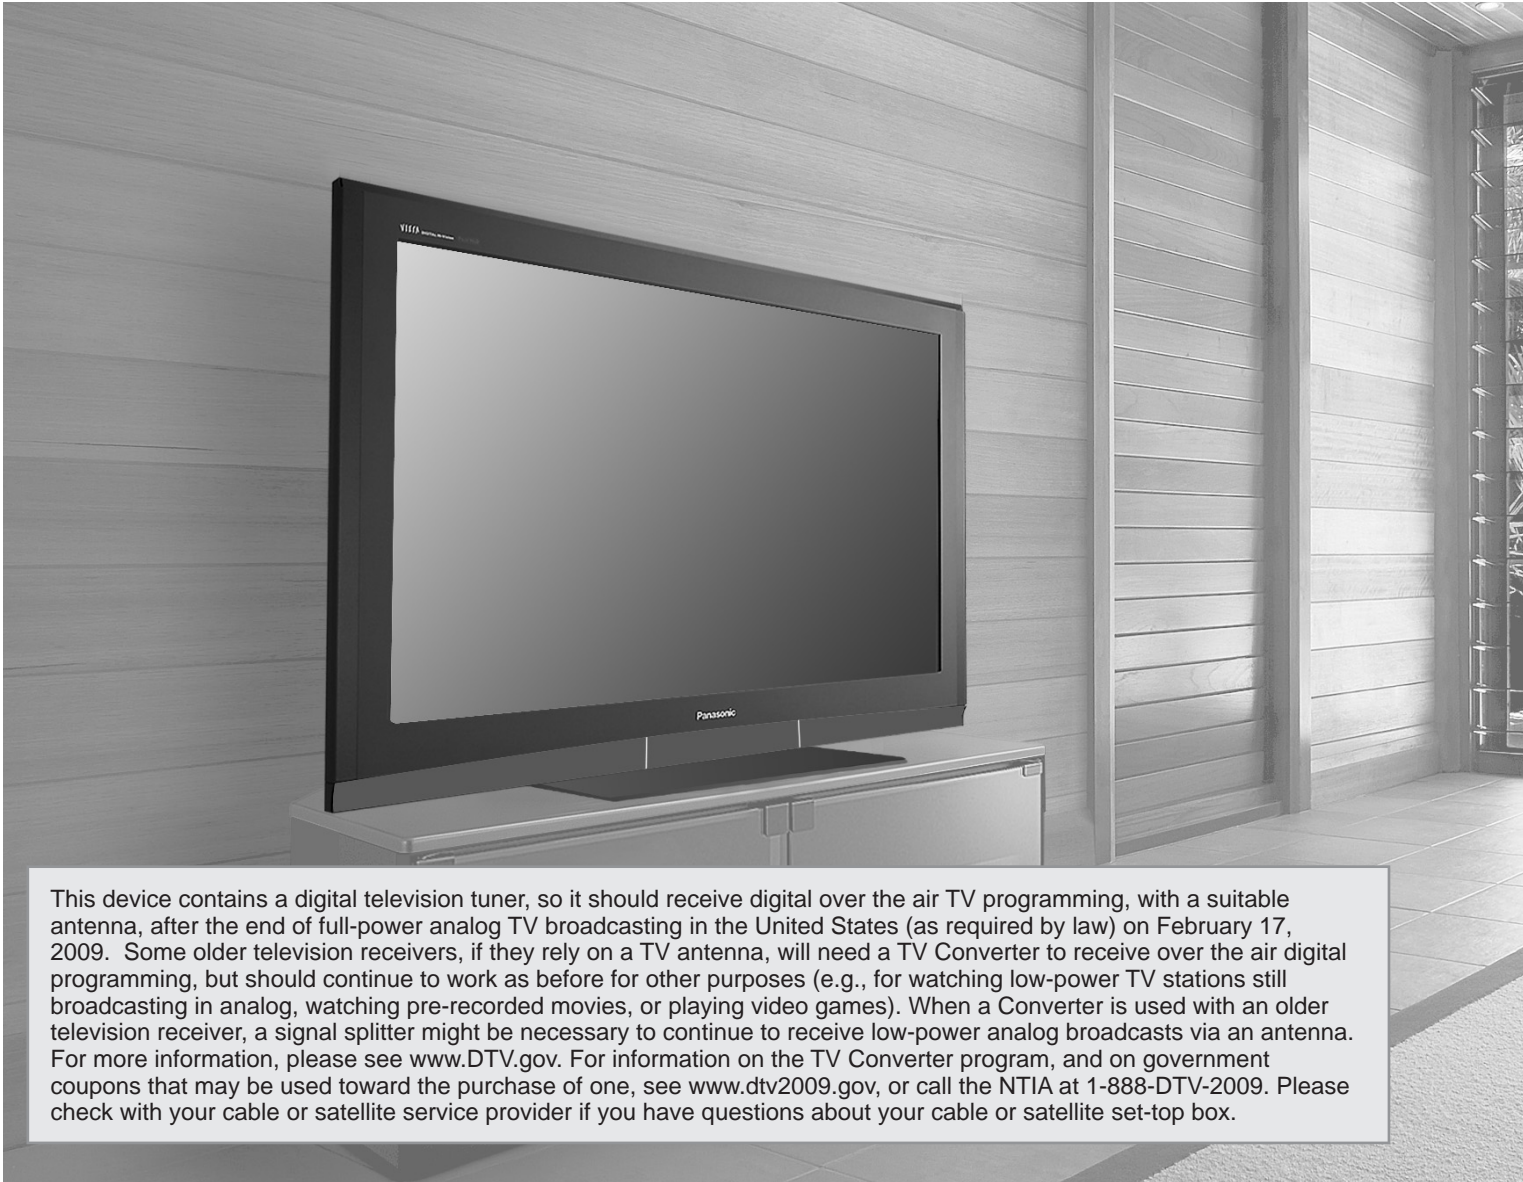 VIERA
Panasonic
This device contains a digital television tuner, so it should receive digital over the air TV programming, with a suitable
antenna, after the end of full-power analog TV broadcasting in the United States (as required by law) on February 17,
2009.  Some older television receivers, if they rely on a TV antenna, will need a TV Converter to receive over the air digital
programming, but should continue to work as before for other purposes (e.g., for watching low-power TV stations still
broadcasting in analog, watching pre-recorded movies, or playing video games). When a Converter is used with an older
television receiver, a signal splitter might be necessary to continue to receive low-power analog broadcasts via an antenna.
For more information, please see www.DTV.gov. For information on the TV Converter program, and on government
coupons that may be used toward the purchase of one, see www.dtv2009.gov, or call the NTIA at 1-888-DTV-2009. Please
check with your cable or satellite service provider if you have questions about your cable or satellite set-top box.